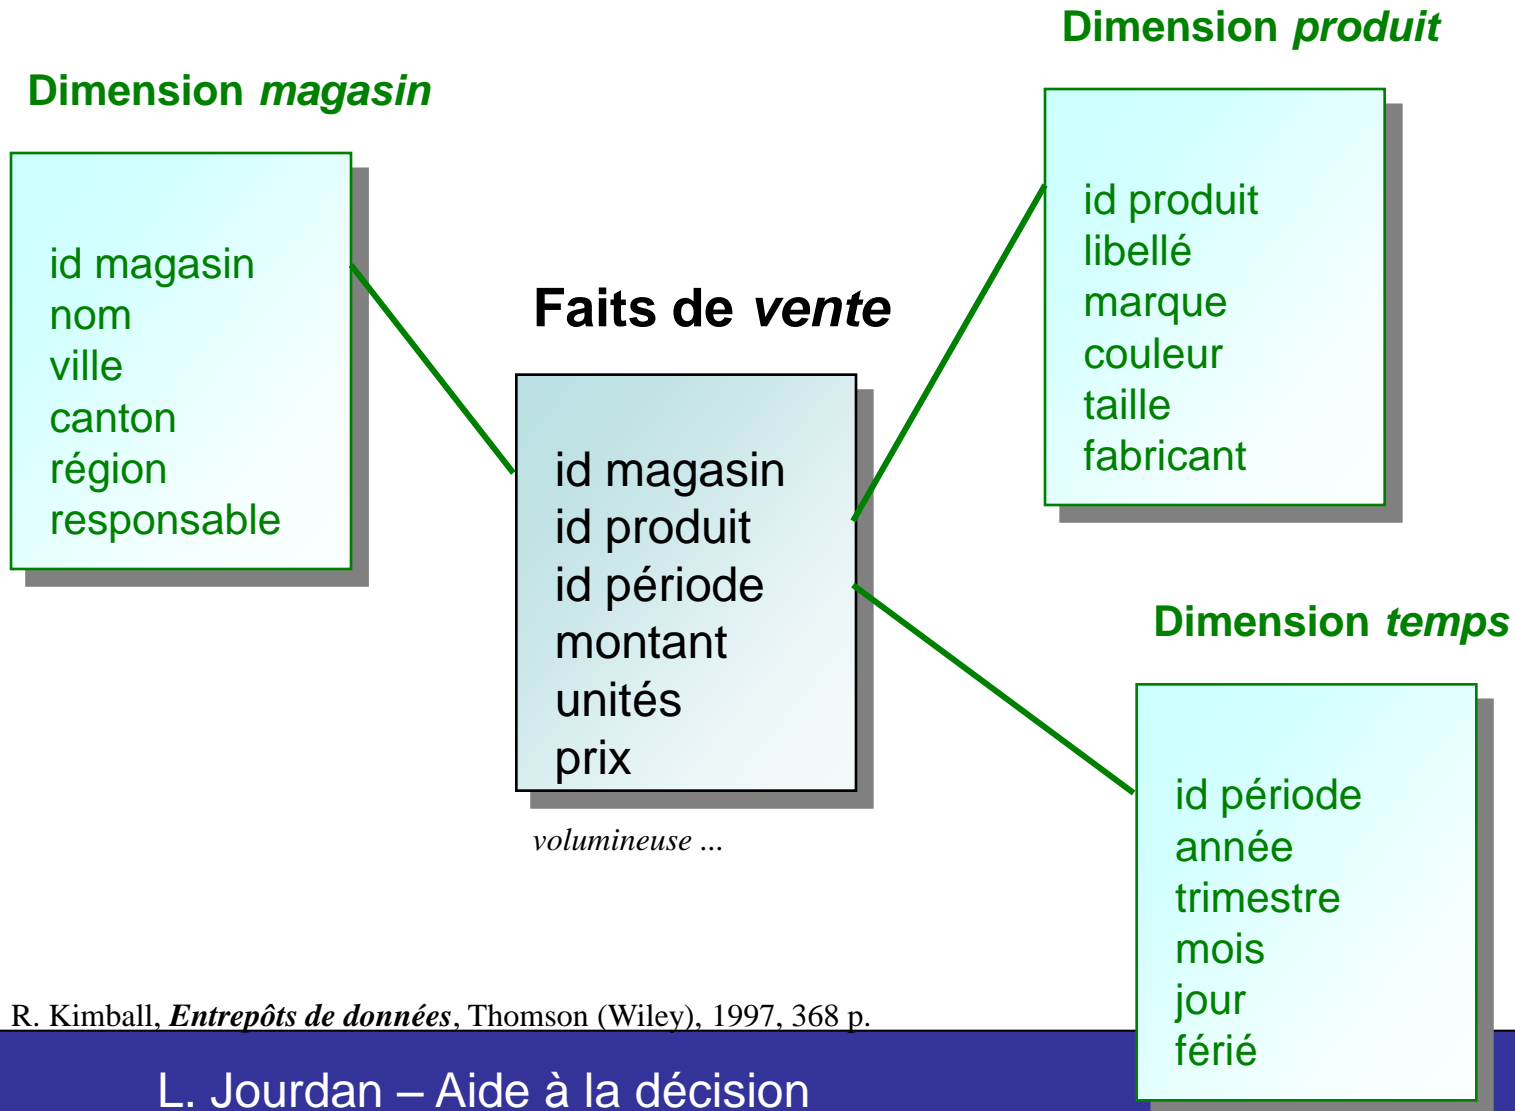 Dimension produit
Dimension magasin
id magasin
nom
ville
canton
région
responsable
id produit
libellé
marque
couleur
taille
fabricant
Faits de vente
id magasin
id produit
id période
montant
unités
prix
volumineuse ...
Dimension temps
id période
année
trimestre
mois
jour
férié
R. Kimball, Entrepôts de données, Thomson (Wiley), 1997, 368 p.
L. Jourdan – Aide à la décision